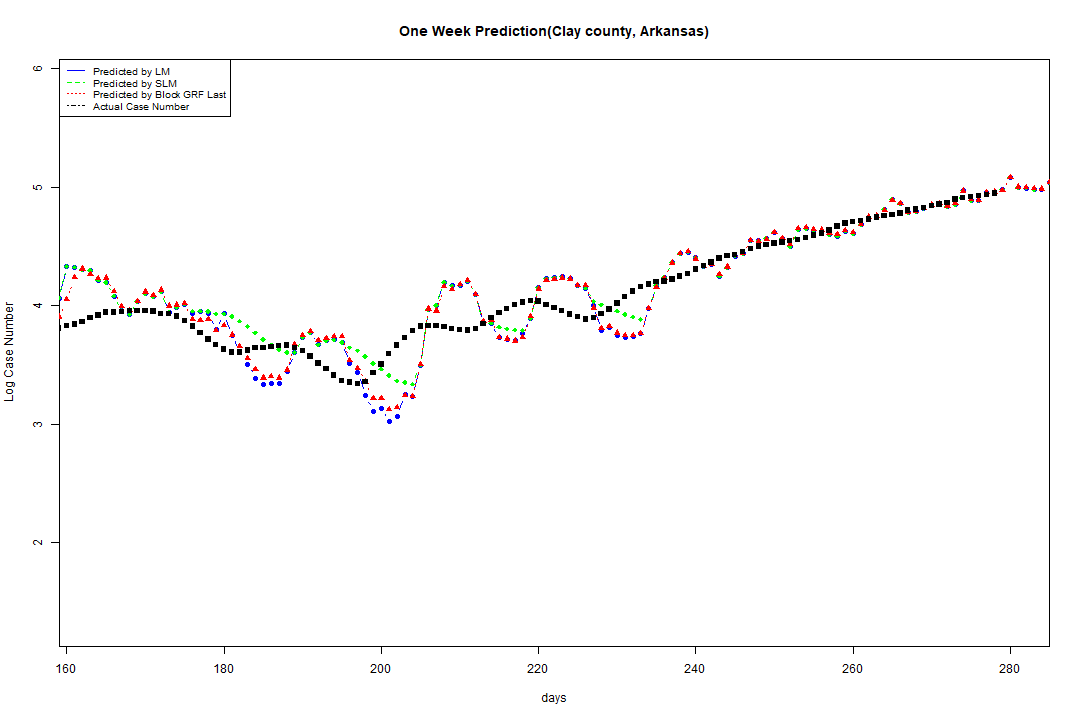 One Week Prediction(Clay county, Arkansas)
Predicted by LM
Predicted by SLM
Predicted by Block GRF Last
Actual Case Number
6
5
4
3
2
Log Case Number
160 180 200 220 240 260 280
days